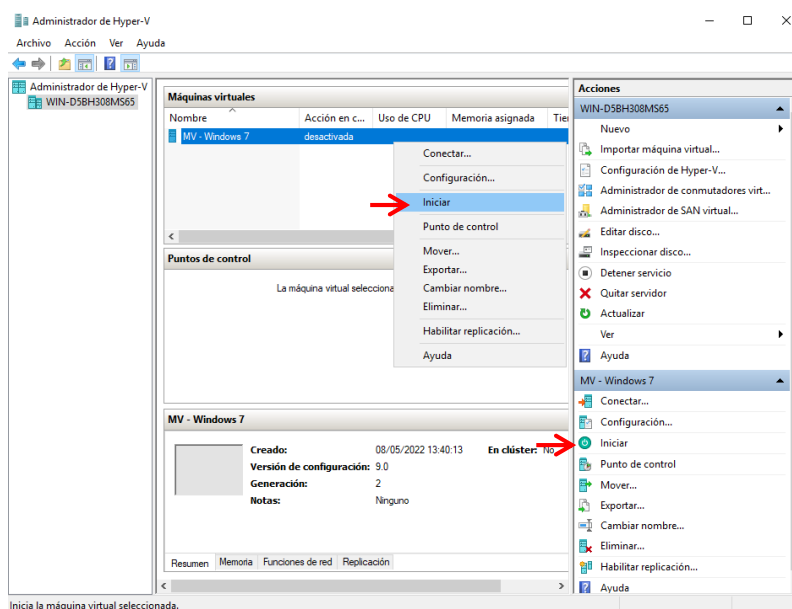 Administrador de Hyper-V
Archivo Acción Ver Ayuda
Administrador de Hyper-V
WIN-D5BH308MS65
Máquinas virtuales
Nombre Acción en c... Uso de CPU Memoria asignada Tie
MV - Windows 7 desactivada
Conectar...
Configuración...
Iniciar
Punto de control
Mover...
Exportar...
Cambiar nombre...
Eliminar...
Habilitar replicación...
Ayuda
Puntos de control
La máquina virtual selecciona
MV - Windows 7
Creado: 08/05/2022 13:40:13 En clúster: No
Versión de configuración: 9.0
Generación: 2
Notas: Ninguno
Resumen Memoria Funciones de red Replicación
Acciones
WIN-D5BH308MS65
Nuevo
Importar máquina virtual...
Configuración de Hyper-V...
Administrador de conmutadores virt...
Administrador de SAN virtual...
Editar disco...
Inspeccionar disco...
Detener servicio
Quitar servidor
Actualizar
Ver
Ayuda
MV - Windows 7
Conectar...
Configuración...
Iniciar
Punto de control
Mover...
Exportar...
Cambiar nombre...
Eliminar...
Habilitar replicación...
Ayuda
Inicia la máquina virtual seleccionada.